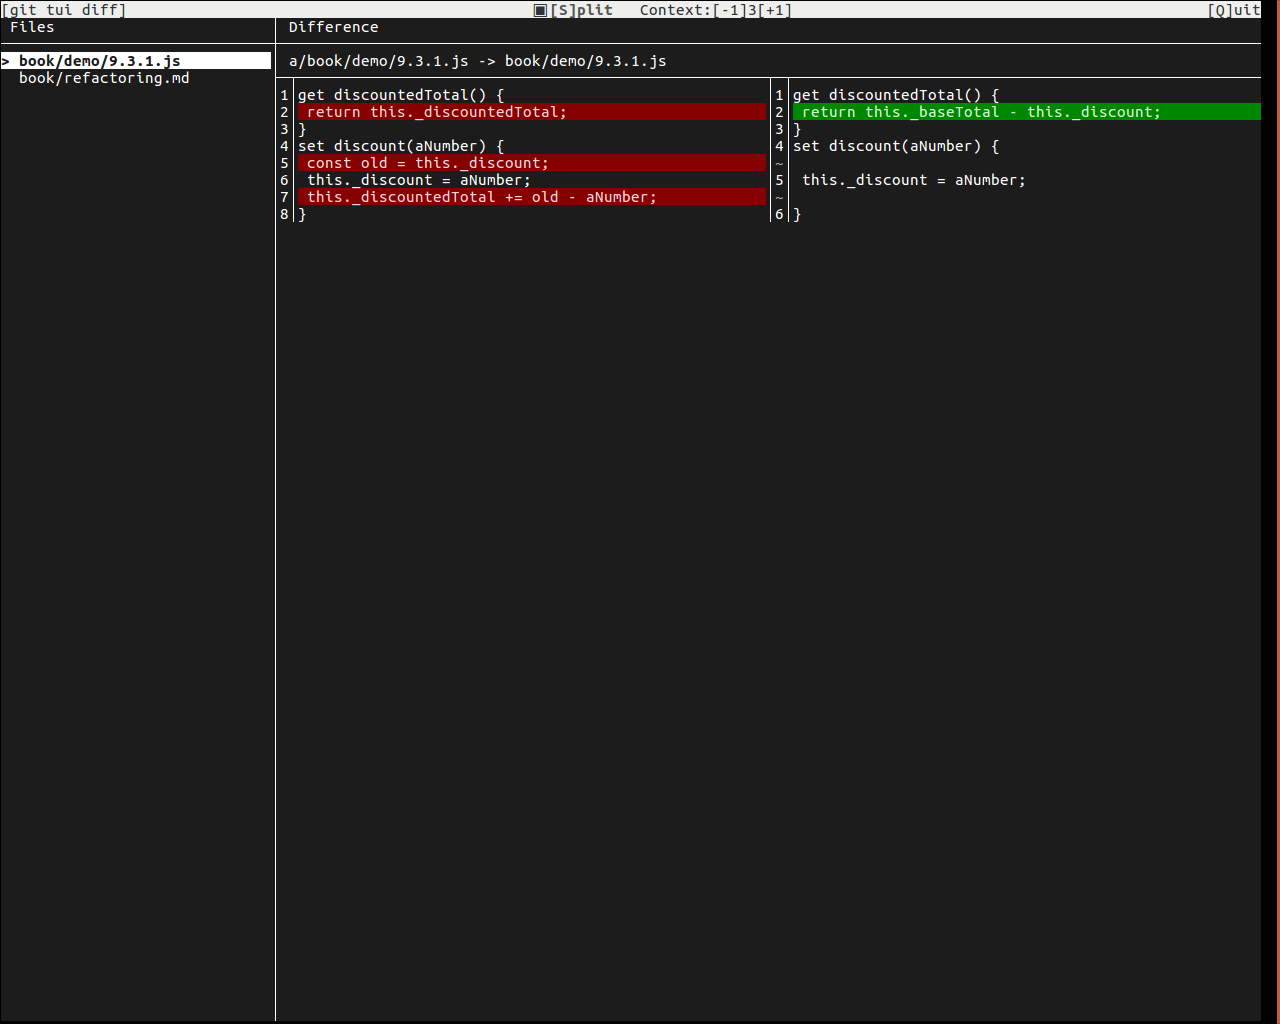 [git tui diff] ▣[S]plit Context:[-1]3[+1] [Q]uit
Files
> book/demo/9.3.1.js
book/refactoring.md
Difference
a/book/demo/9.3.1.js -> book/demo/9.3.1.js
1 get discountedTotal() {
2 return this._discountedTotal;
3 }
4 set discount(aNumber) {
5 const old = this._discount;
6 this._discount = aNumber;
7 this._discountedTotal += old - aNumber;
8 }
1 get discountedTotal() {
2 return this._baseTotal - this._discount;
3 }
4 set discount(aNumber) {
~
5 this._discount = aNumber;
~
6 }